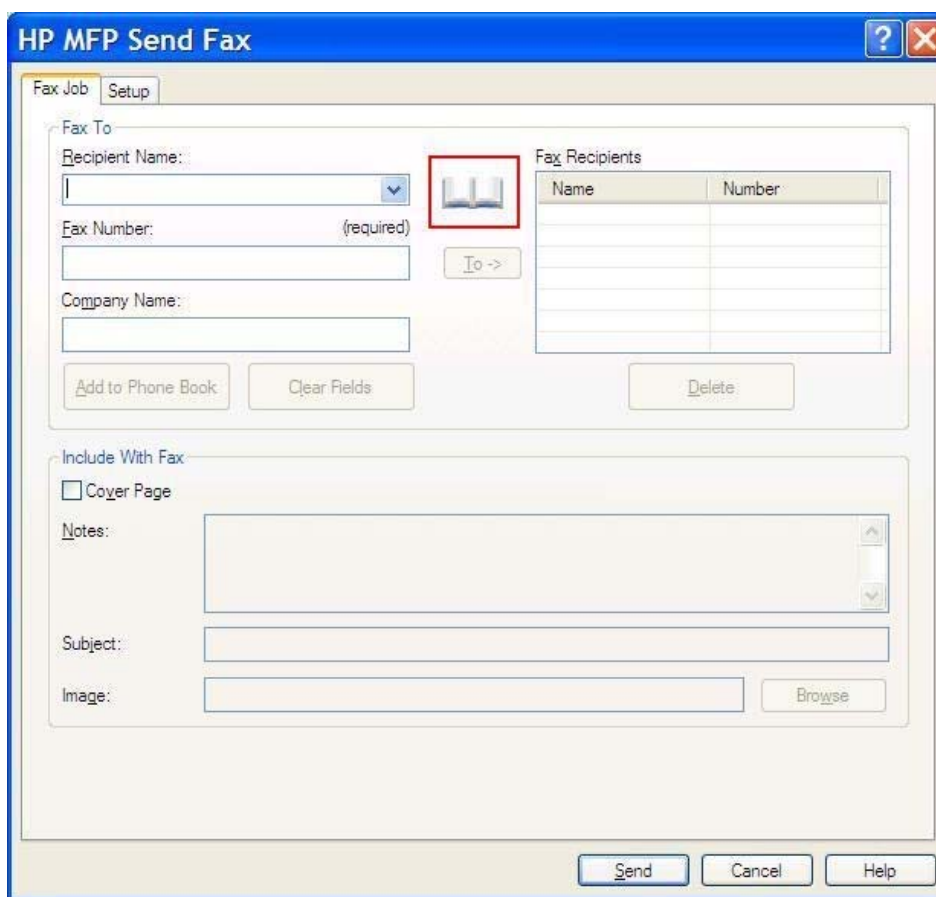 HP MFP Send Fax
Fax Job Setup
Fax To
Recipient Name:
Fax Recipients
Name Number
Fax Number: (required)
To ->
Company Name:
Add to Phone Book Clear Fields Delete
Include With Fax
Cover Page
Notes:
Subject:
Image: Browse
Send Cancel Help